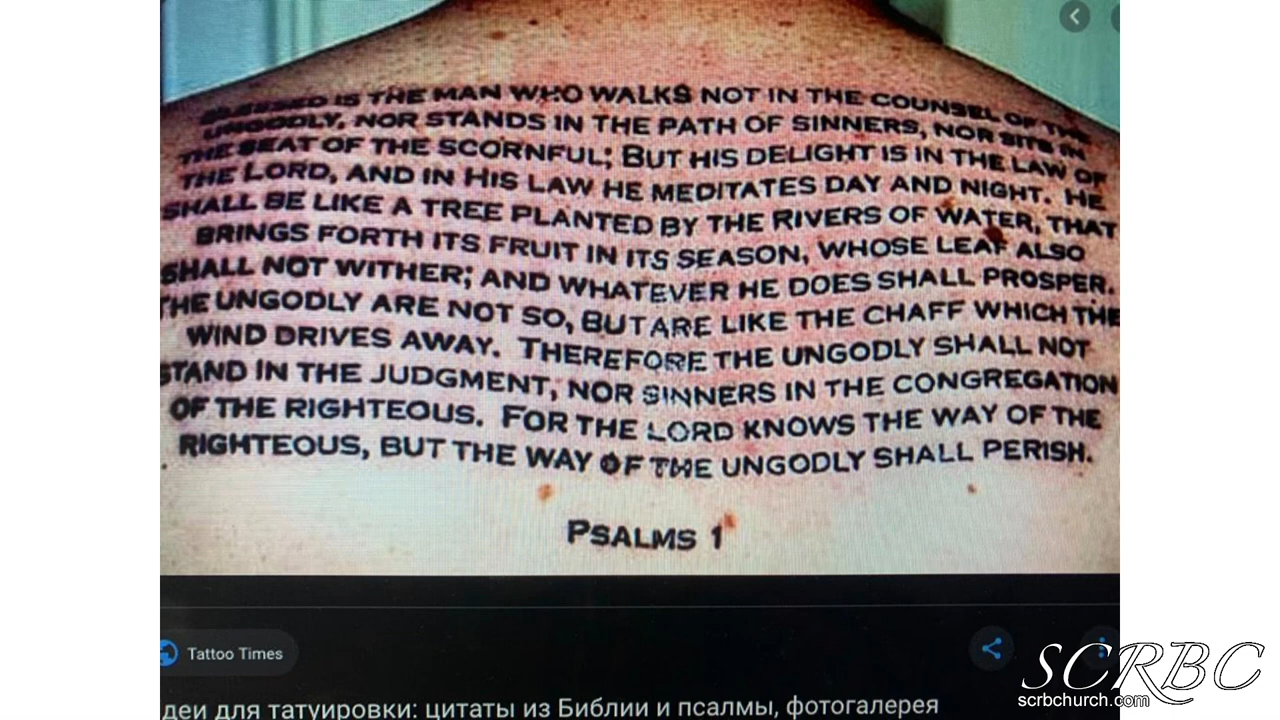 BLESSED IS THE MAN WHO WALKS NOT IN THE COUNSEL OF THE
UNGODLY, NOR STANDS IN THE PATH OF SINNERS, NOR SITS IN
THE SEAT OF THE SCORNFUL; BUT HIS DELIGHT IS IN THE LAW OF
THE LORD, AND IN HIS LAW HE MEDITATES DAY AND NIGHT. HE
SHALL BE LIKE A TREE PLANTED BY THE RIVERS OF WATER, THAT
BRINGS FORTH ITS FRUIT IN ITS SEASON, WHOSE LEAF ALSO
SHALL NOT WITHER; AND WHATEVER HE DOES SHALL PROSPER.
THE UNGODLY ARE NOT SO, BUT ARE LIKE THE CHAFF WHICH THE
WIND DRIVES AWAY. THEREFORE THE UNGODLY SHALL NOT
STAND IN THE JUDGMENT, NOR SINNERS IN THE CONGREGATION
OF THE RIGHTEOUS. FOR THE LORD KNOWS THE WAY OF THE
RIGHTEOUS, BUT THE WAY OF THE UNGODLY SHALL PERISH.
PSALMS 1
Tattoo Times
деи для татуировки: цитаты из Библии и псалмы, фотогалерея
SCRBC
scrbchurch.com